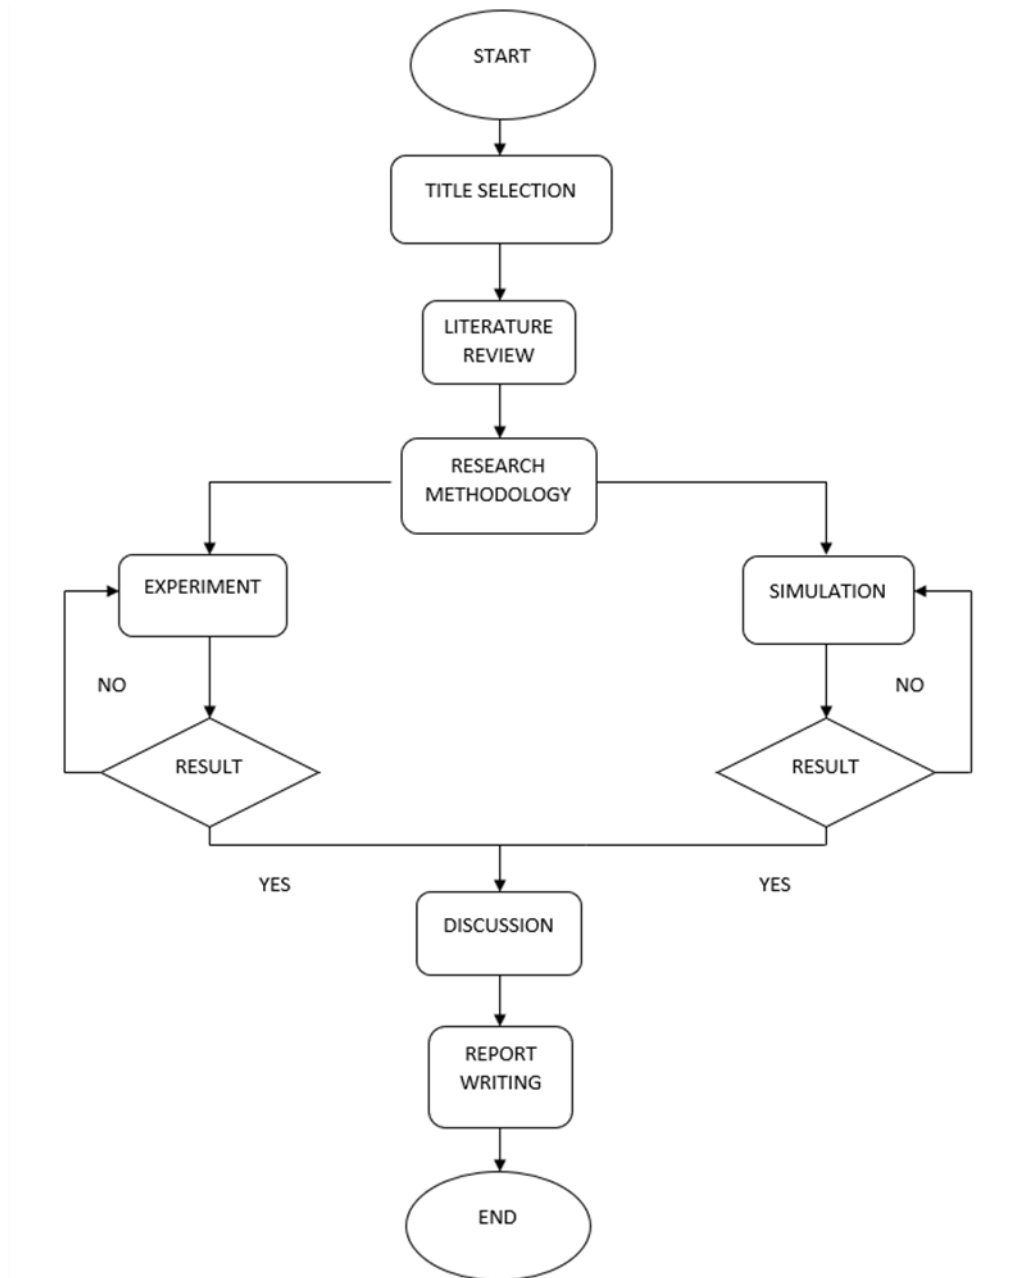 START
TITLE SELECTION
LITERATURE
REVIEW
RESEARCH
METHODOLOGY
EXPERIMENT
SIMULATION
NO
NO
RESULT
RESULT
YES
YES
DISCUSSION
REPORT
WRITING
END